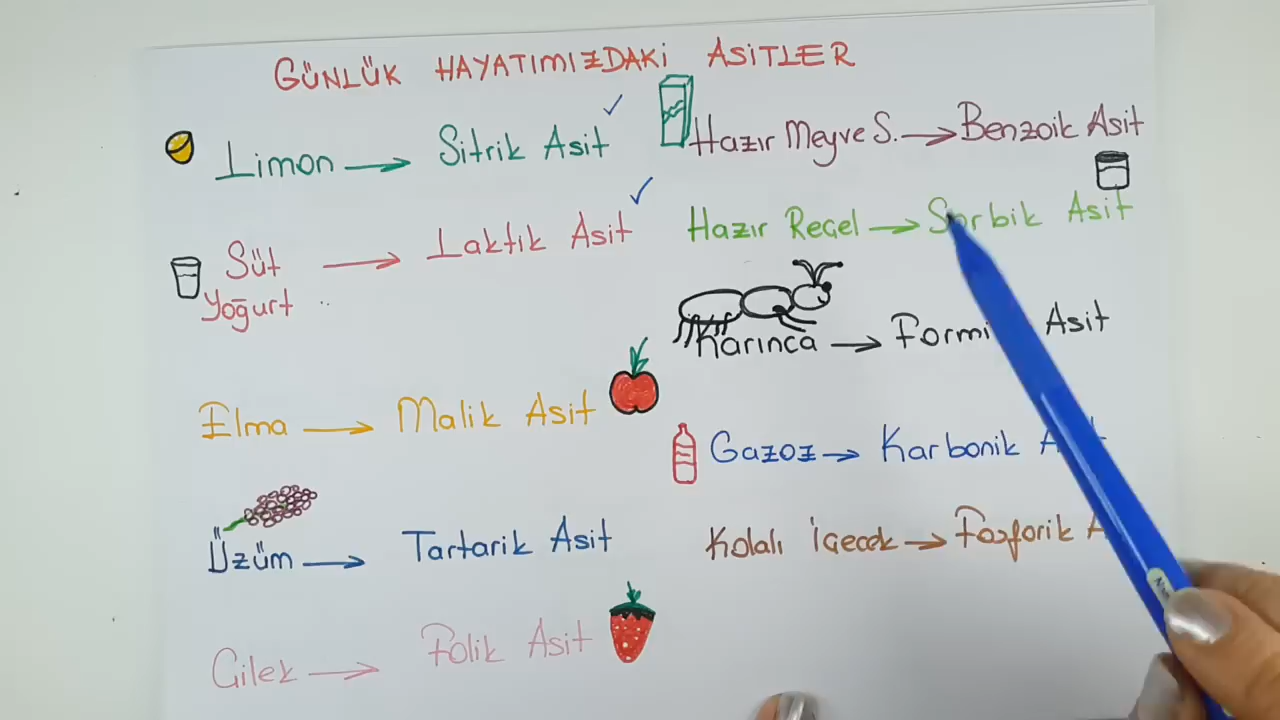 GÜNLÜK HAYATIMIZDAKİ ASİTLER
Limon → Sitrik Asit ✓
Süt → Laktik Asit ✓
Yoğurt
Elma → Malik Asit
Üzüm → Tartarik Asit
Çilek → Folik Asit
Hazır Meyve S. → Benzoik Asit
Hazır Reçel → Sorbik Asit
Karınca → Formi Asit
Gazoz → Karbonik A
Kolalı İçecek → Fosforik A